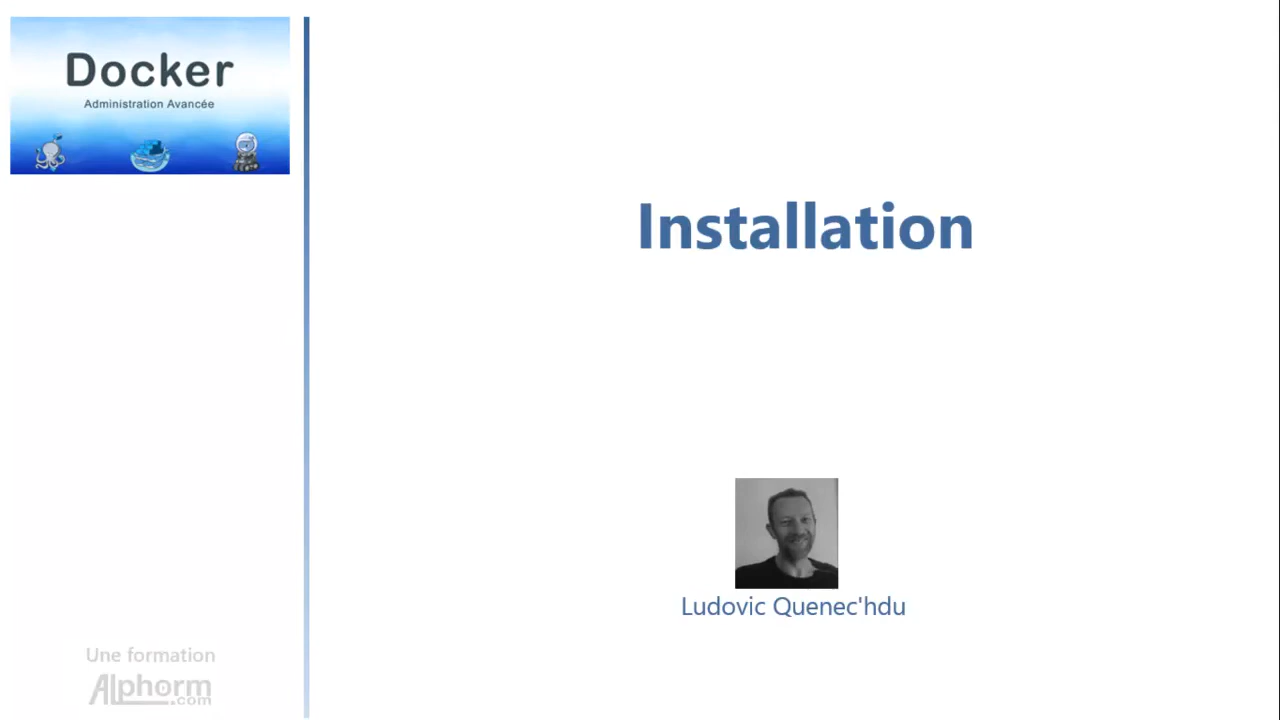 Docker
Administration Avancée
Installation
Ludovic Quenec'hdu
Une formation
Alphorm
.com